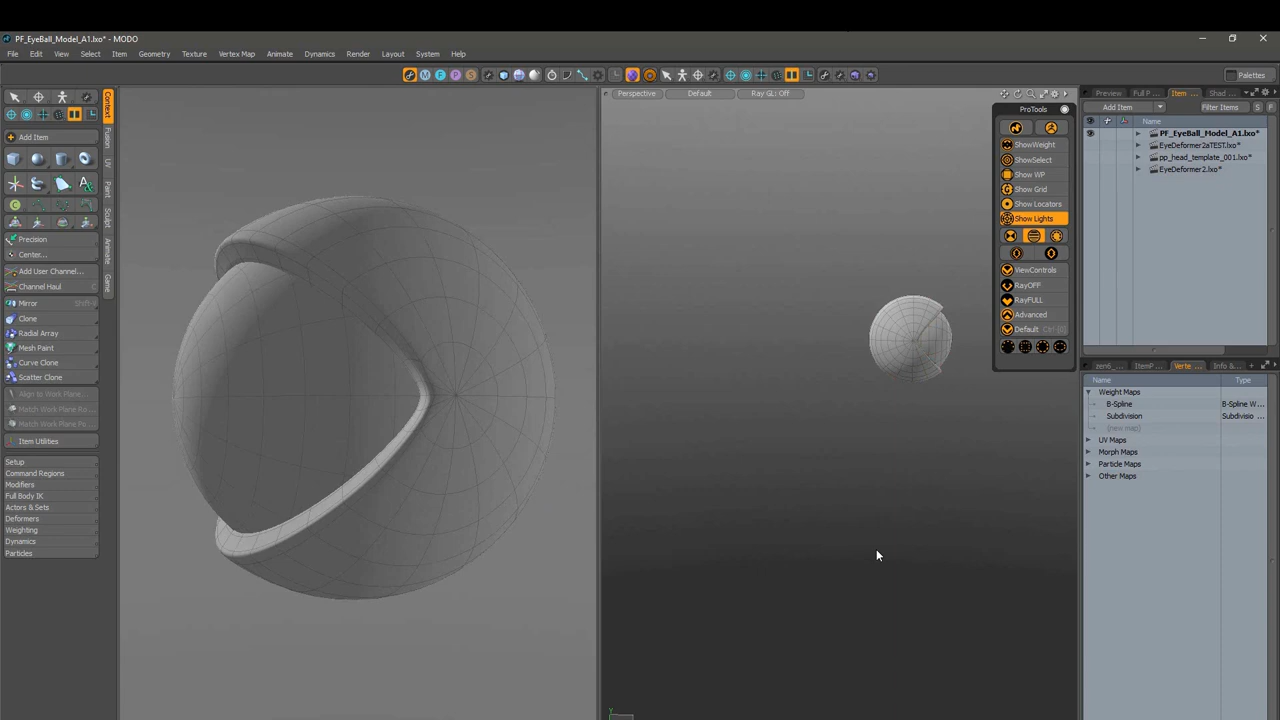 PF_EyeBall_Model_A1.lxo* - MODO
File Edit View Select Item Geometry Texture Vertex Map Animate Dynamics Render Layout System Help
Palettes
Perspective Default Ray GL: Off
Preview Full P ... Item ... Shad ...
Add Item Filter Items S F
Name
PF_EyeBall_Model_A1.lxo*
EyeDeformer2aTEST.lxo*
pp_head_template_001.lxo*
EyeDeformer2.lxo*
ProTools
ShowWeight
ShowSelect
Show WP
Show Grid
Show Locators
Show Lights
ViewControls
RayOFF
RayFULL
Advanced
Default Ctrl-[0]
zen6_... ItemP... Verte ... Info &...
Name Type
Weight Maps
B-Spline B-Spline W...
Subdivision Subdivisio ...
(new map)
UV Maps
Morph Maps
Particle Maps
Other Maps
Context
Fusion
UV
Paint
Sculpt
Animate
Game
Add Item
Precision
Center...
Add User Channel...
Channel Haul C
Mirror
Clone
Radial Array
Mesh Paint
Curve Clone
Scatter Clone
Align to Work Plane...
Match Work Plane Ro...
Match Work Plane Po...
Item Utilities
Setup
Command Regions
Modifiers
Full Body IK
Actors & Sets
Deformers
Weighting
Dynamics
Particles